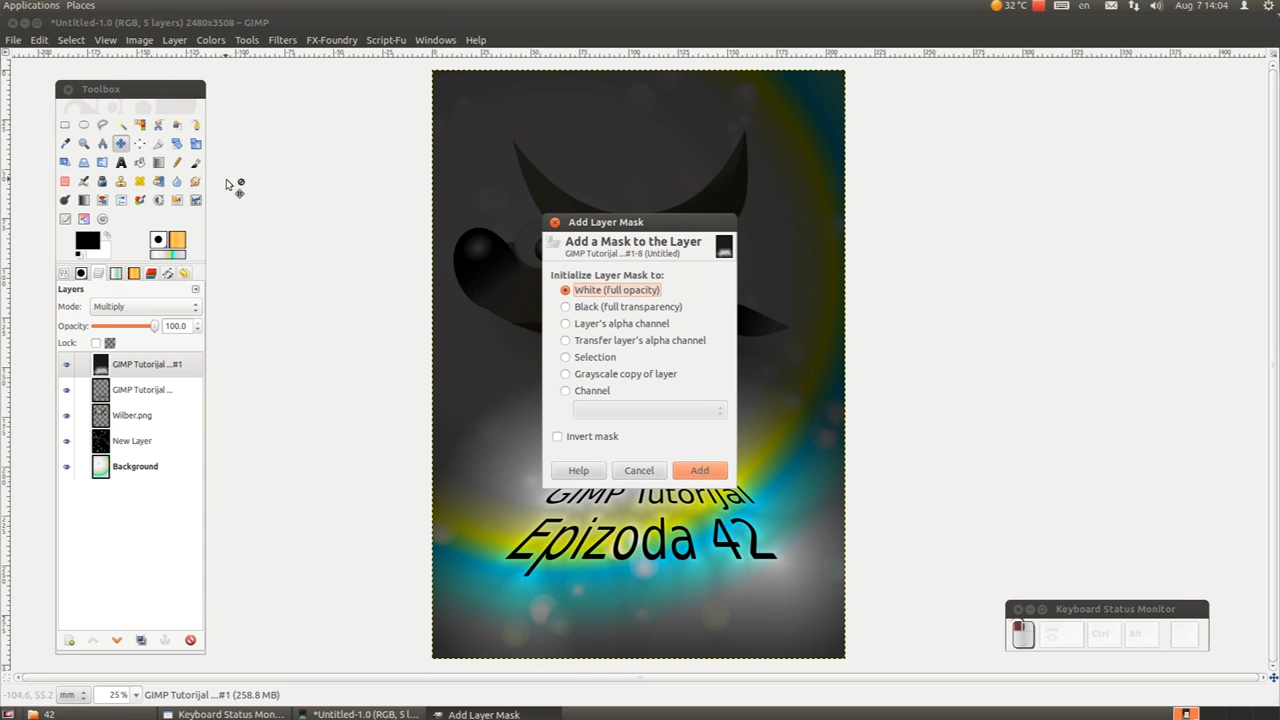 Applications Places
32 °C en Aug 7 14:04
*Untitled-1.0 (RGB, 5 layers) 2480x3508 – GIMP
File Edit Select View Image Layer Colors Tools Filters FX-Foundry Script-Fu Windows Help
Toolbox
Layers
Mode: Multiply
Opacity: 100.0
Lock:
GIMP Tutorijal ...#1
GIMP Tutorijal ...
Wilber.png
New Layer
Background
Add Layer Mask
Add a Mask to the Layer
GIMP Tutorijal ...#1-8 (Untitled)
Initialize Layer Mask to:
White (full opacity)
Black (full transparency)
Layer's alpha channel
Transfer layer's alpha channel
Selection
Grayscale copy of layer
Channel
Invert mask
Help Cancel Add
GIMP Tutorijal
Epizoda 42
Keyboard Status Monitor
Ctrl Alt
-104.6, 55.2 mm 25% GIMP Tutorijal ...#1 (258.8 MB)
42 Keyboard Status Mon... *Untitled-1.0 (RGB, 5 l... Add Layer Mask